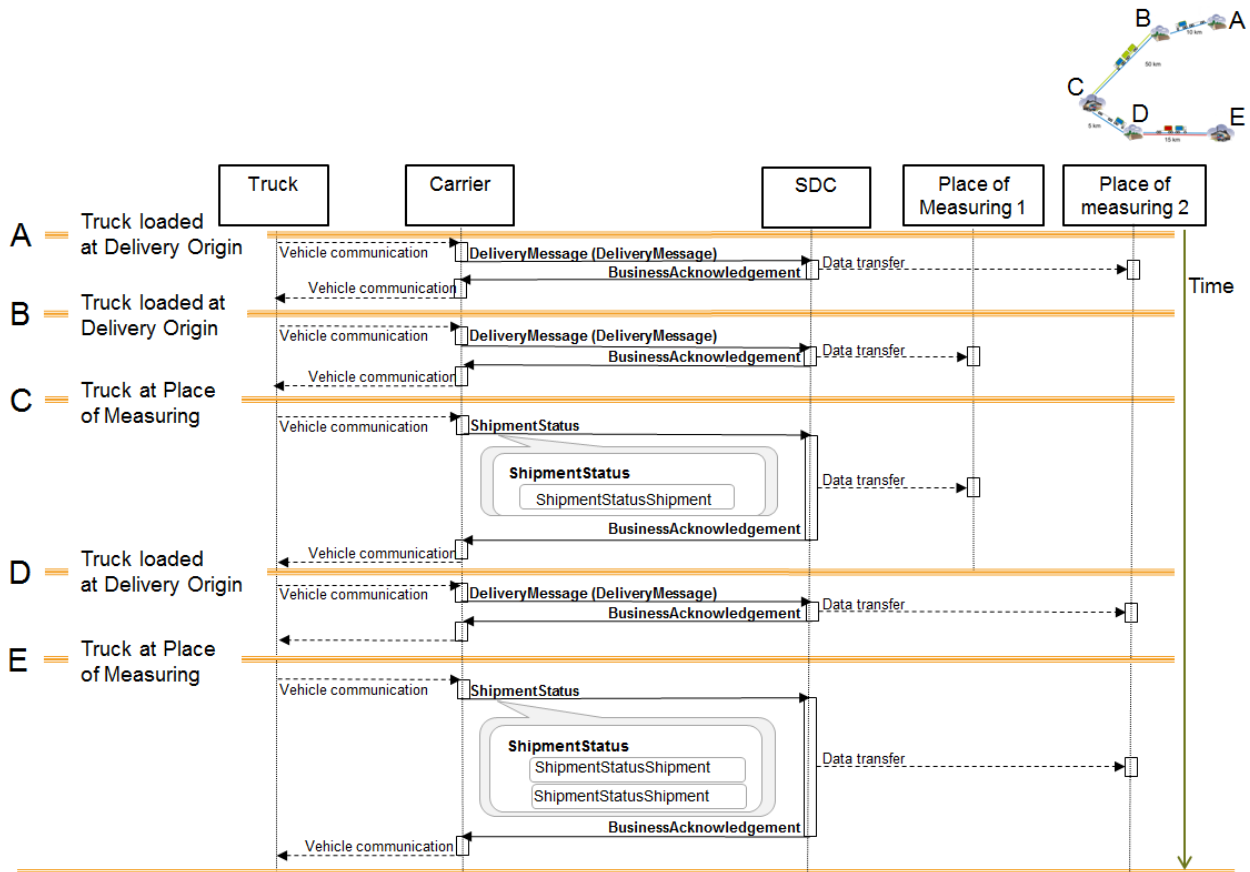 B
A
10 km
50 km
C
D
E
5 km
15 km
Truck
Carrier
SDC
Place of
Measuring 1
Place of
measuring 2
A
Truck loaded
at Delivery Origin
Vehicle communication
DeliveryMessage (DeliveryMessage)
BusinessAcknowledgement
Data transfer
Vehicle communication
Time
B
Truck loaded at
Delivery Origin
Vehicle communication
DeliveryMessage (DeliveryMessage)
BusinessAcknowledgement
Data transfer
Vehicle communication
C
Truck at Place
of Measuring
Vehicle communication
ShipmentStatus
ShipmentStatus
ShipmentStatusShipment
Data transfer
BusinessAcknowledgement
Vehicle communication
D
Truck loaded
at Delivery Origin
Vehicle communication
DeliveryMessage (DeliveryMessage)
BusinessAcknowledgement
Data transfer
E
Truck at Place
of Measuring
Vehicle communication
ShipmentStatus
ShipmentStatus
ShipmentStatusShipment
ShipmentStatusShipment
Data transfer
BusinessAcknowledgement
Vehicle communication